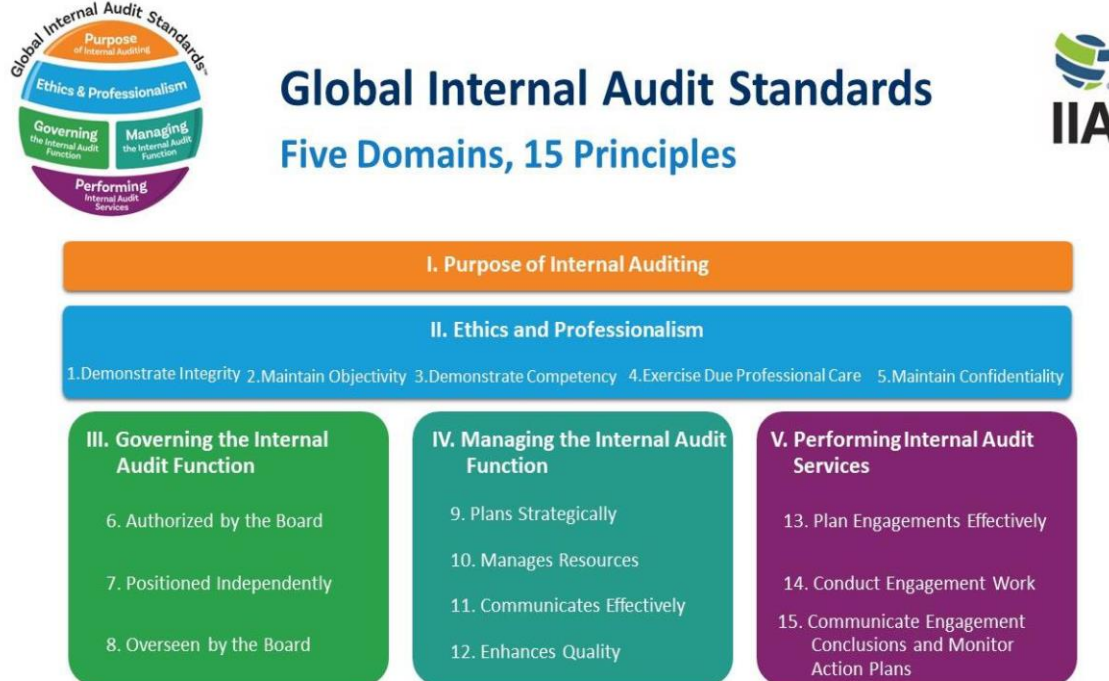 Global Internal Audit Standards™
Purpose
of Internal Auditing
Ethics & Professionalism
Governing
the Internal Audit
Function
Managing
the Internal Audit
Function
Performing
Internal Audit
Services
Global Internal Audit Standards
Five Domains, 15 Principles
IIA
I. Purpose of Internal Auditing
II. Ethics and Professionalism
1.Demonstrate Integrity 2.Maintain Objectivity 3.Demonstrate Competency 4.Exercise Due Professional Care 5.Maintain Confidentiality
III. Governing the Internal
Audit Function
6. Authorized by the Board
7. Positioned Independently
8. Overseen by the Board
IV. Managing the Internal Audit
Function
9. Plans Strategically
10. Manages Resources
11. Communicates Effectively
12. Enhances Quality
V. Performing Internal Audit
Services
13. Plan Engagements Effectively
14. Conduct Engagement Work
15. Communicate Engagement
Conclusions and Monitor
Action Plans